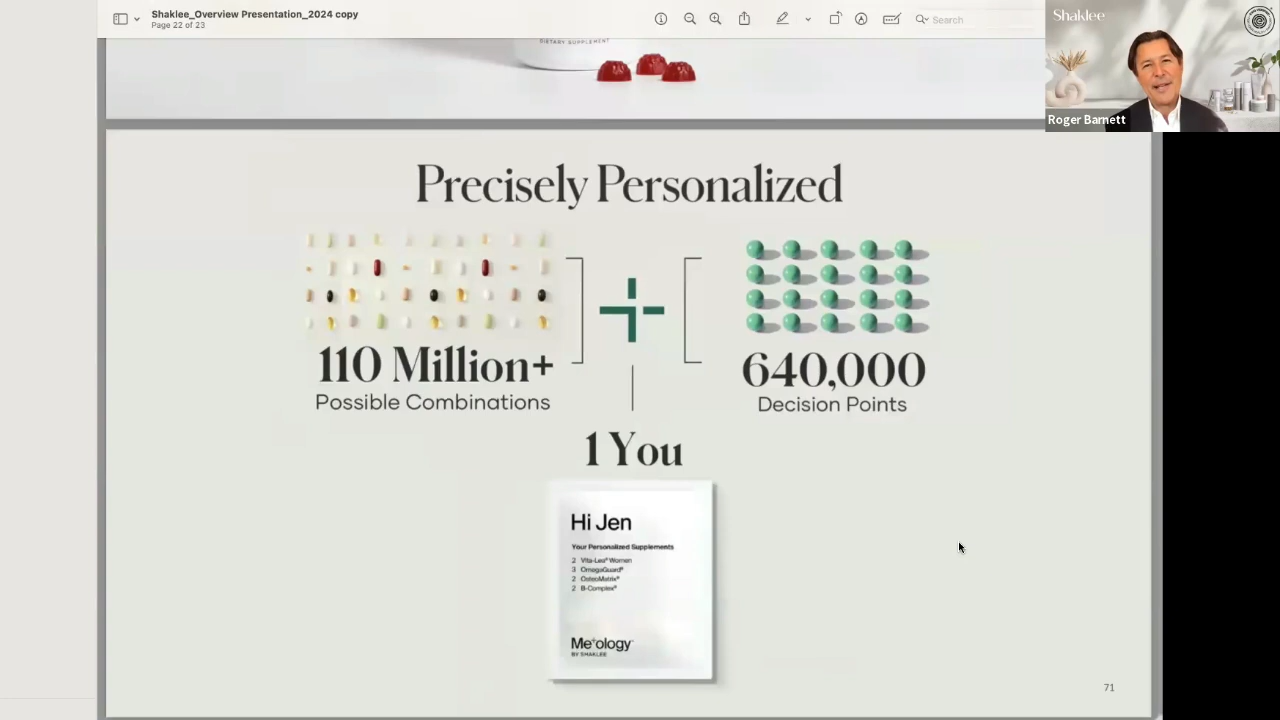 Shaklee_Overview Presentation_2024 copy
Page 22 of 23
Search
Shaklee
Roger Barnett
DIETARY SUPPLEMENT
Precisely Personalized
110 Million+
Possible Combinations
640,000
Decision Points
1 You
Hi Jen
Your Personalized Supplements
2 Vita-Lea® Women
3 OmegaGuard®
2 OsteoMatrix®
2 B-Complex®
Me+ology
BY SHAKLEE
71